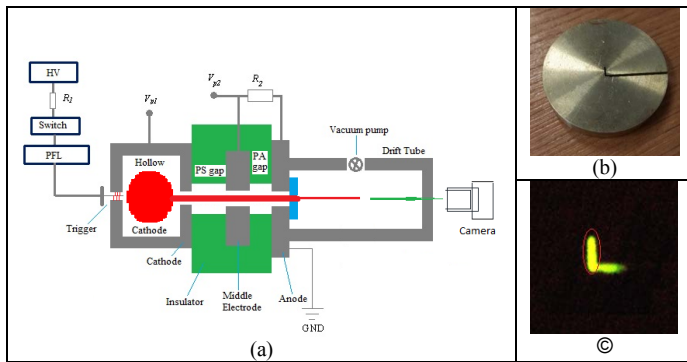 HV
R1
Switch
PFL
Trigger
Vp1
Hollow
Cathode
Cathode
Insulator
PS gap
Vp2
R2
PA
gap
Middle
Electrode
Anode
GND
Vacuum pump
Drift Tube
Camera
(a)
(b)
©